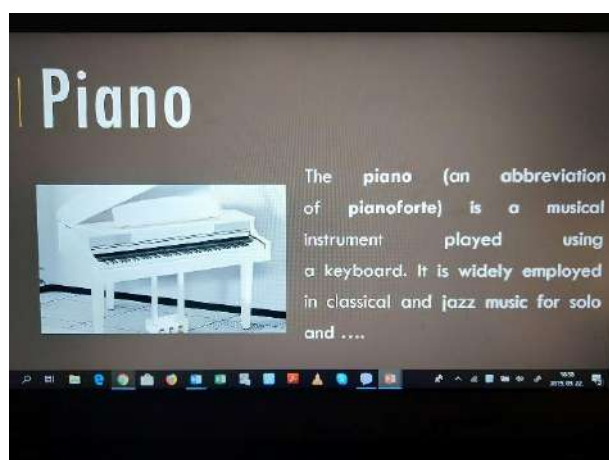 Piano
The piano (an abbreviation
of pianoforte) is a musical
instrument played using
a keyboard. It is widely employed
in classical and jazz music for solo
and ....